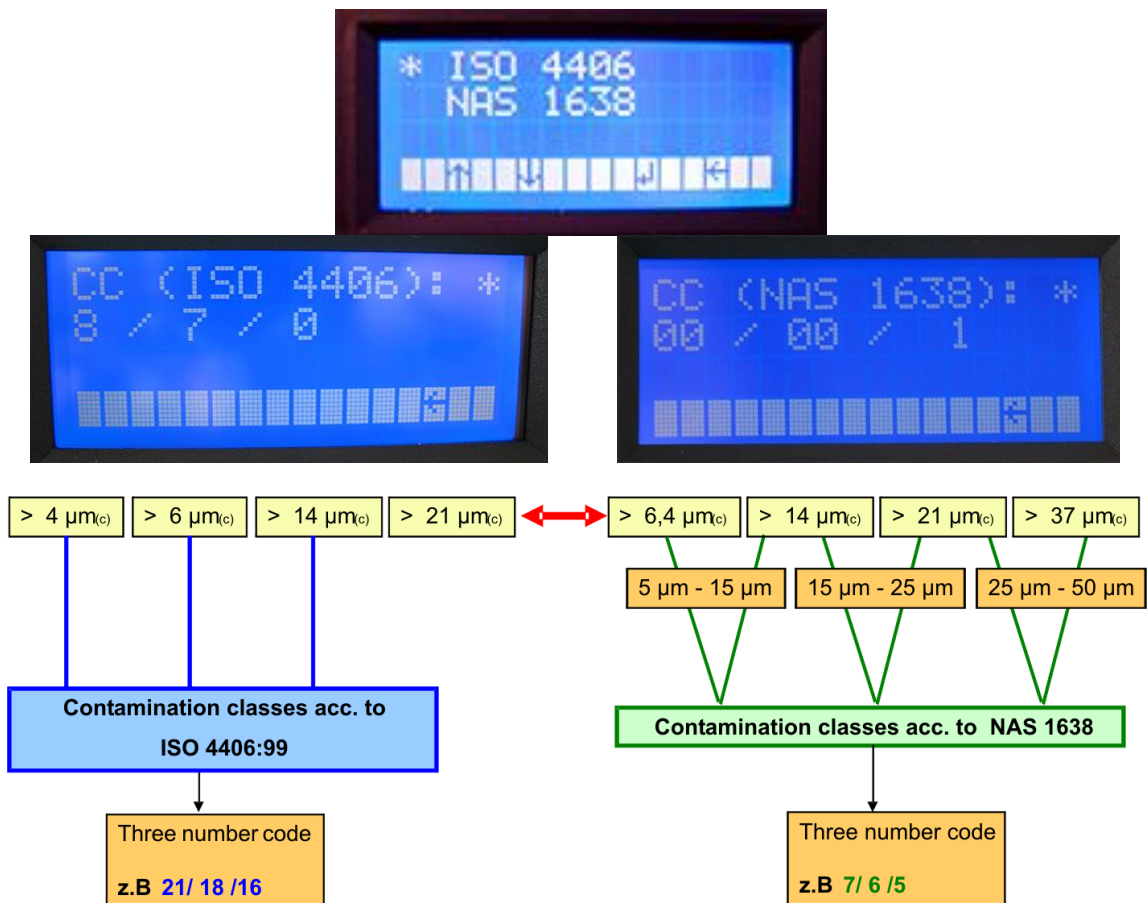 * ISO 4406
NAS 1638
↑ ↓ ↵ ←
CC (ISO 4406): *
8 / 7 / 0
←
CC (NAS 1638): *
00 / 00 / 1
←
> 4 µm(c) > 6 µm(c) > 14 µm(c) > 21 µm(c)
> 6,4 µm(c) > 14 µm(c) > 21 µm(c) > 37 µm(c)
5 µm - 15 µm 15 µm - 25 µm 25 µm - 50 µm
Contamination classes acc. to
ISO 4406:99
Contamination classes acc. to NAS 1638
Three number code
z.B 21/ 18 /16
Three number code
z.B 7/ 6 /5